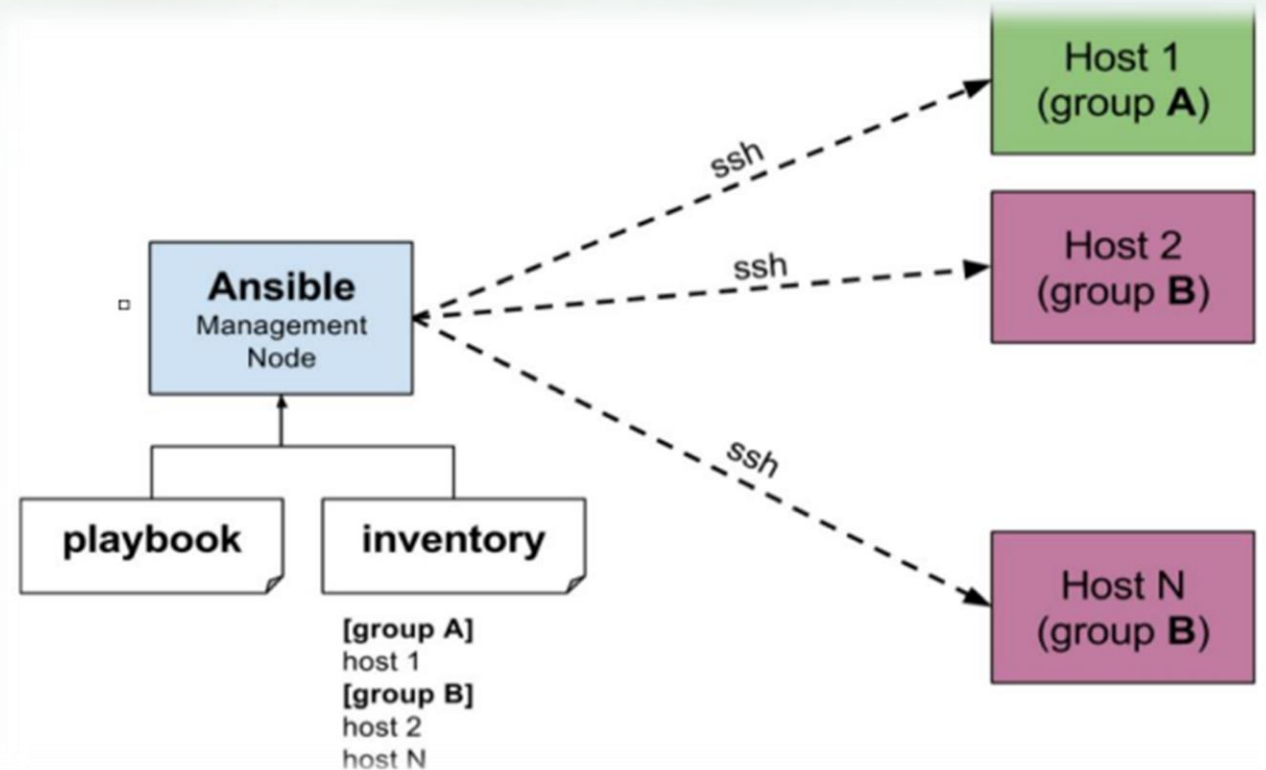 Host 1
(group A)
ssh
Host 2
(group B)
ssh
Ansible
Management
Node
ssh
playbook
inventory
Host N
(group B)
[group A]
host 1
[group B]
host 2
host N